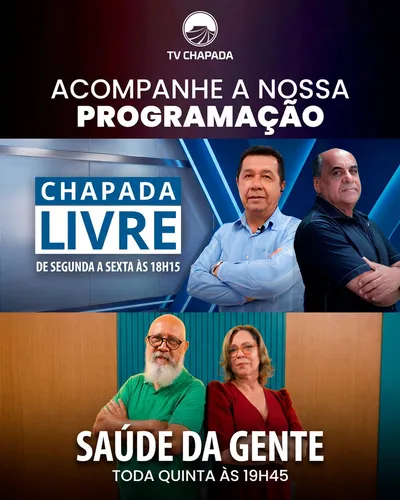 TV CHAPADA
ACOMPANHE A NOSSA
PROGRAMAÇÃO
CHAPADA
LIVRE
DE SEGUNDA A SEXTA ÀS 18H15
SAÚDE DA GENTE
TODA QUINTA ÀS 19H45